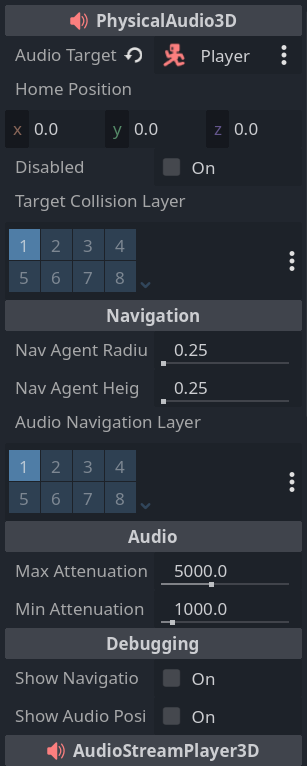 PhysicalAudio3D
Audio Target Player
Home Position
x 0.0 y 0.0 z 0.0
Disabled On
Target Collision Layer
1 2 3 4
5 6 7 8
Navigation
Nav Agent Radiu 0.25
Nav Agent Heig 0.25
Audio Navigation Layer
1 2 3 4
5 6 7 8
Audio
Max Attenuation 5000.0
Min Attenuation 1000.0
Debugging
Show Navigatio On
Show Audio Posi On
AudioStreamPlayer3D